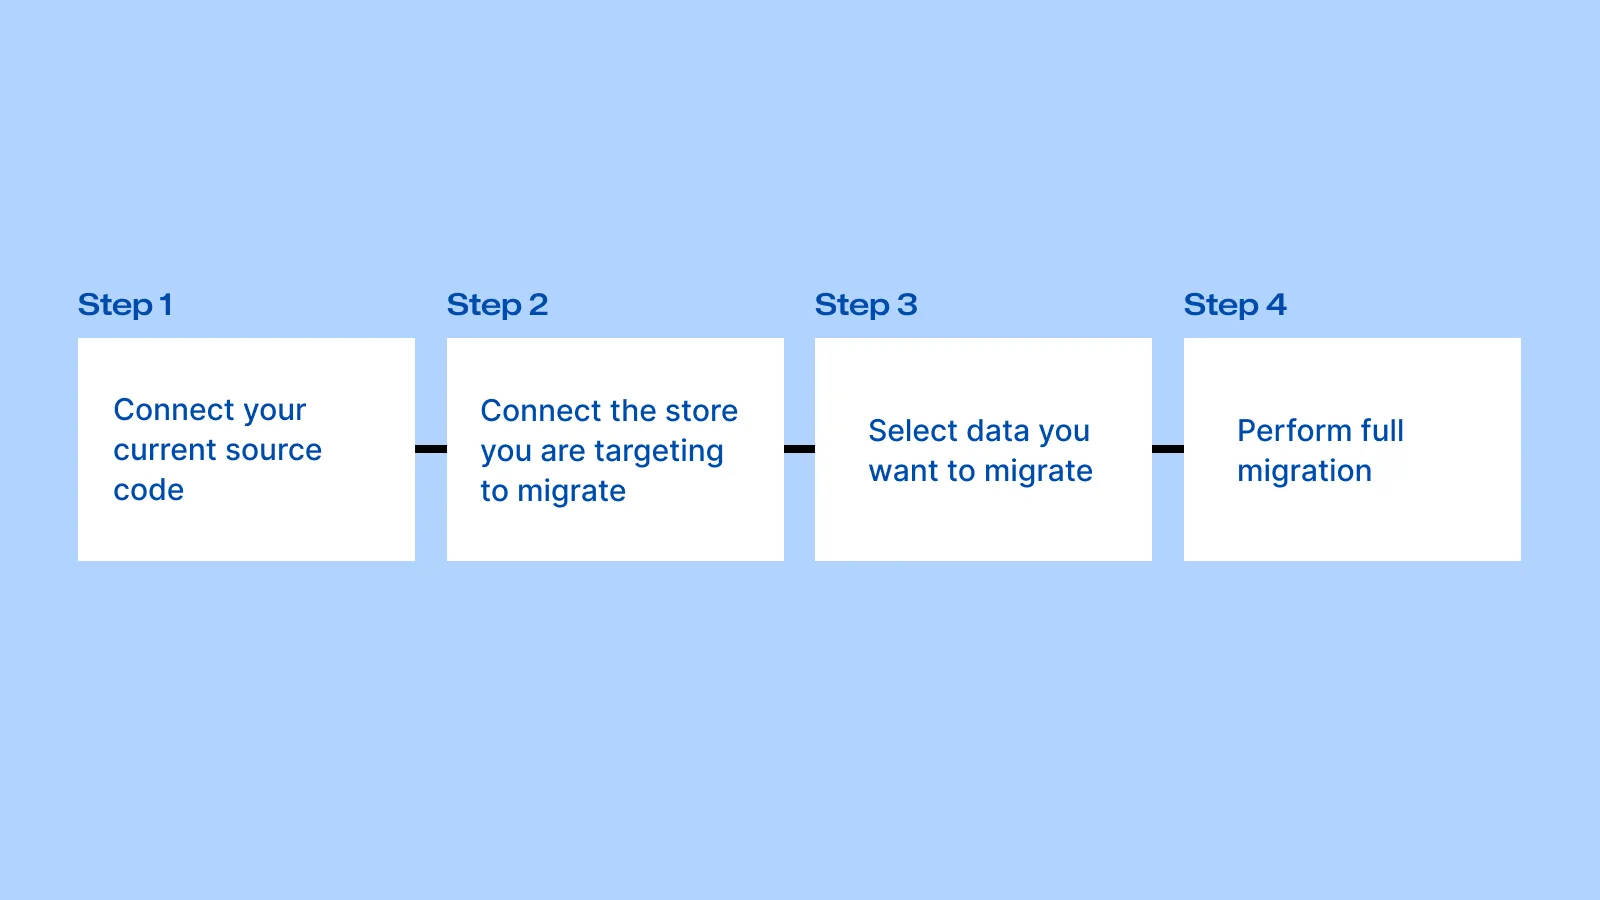 Step 1
Connect your
current source
code
Step 2
Connect the store
you are targeting
to migrate
Step 3
Select data you
want to migrate
Step 4
Perform full
migration